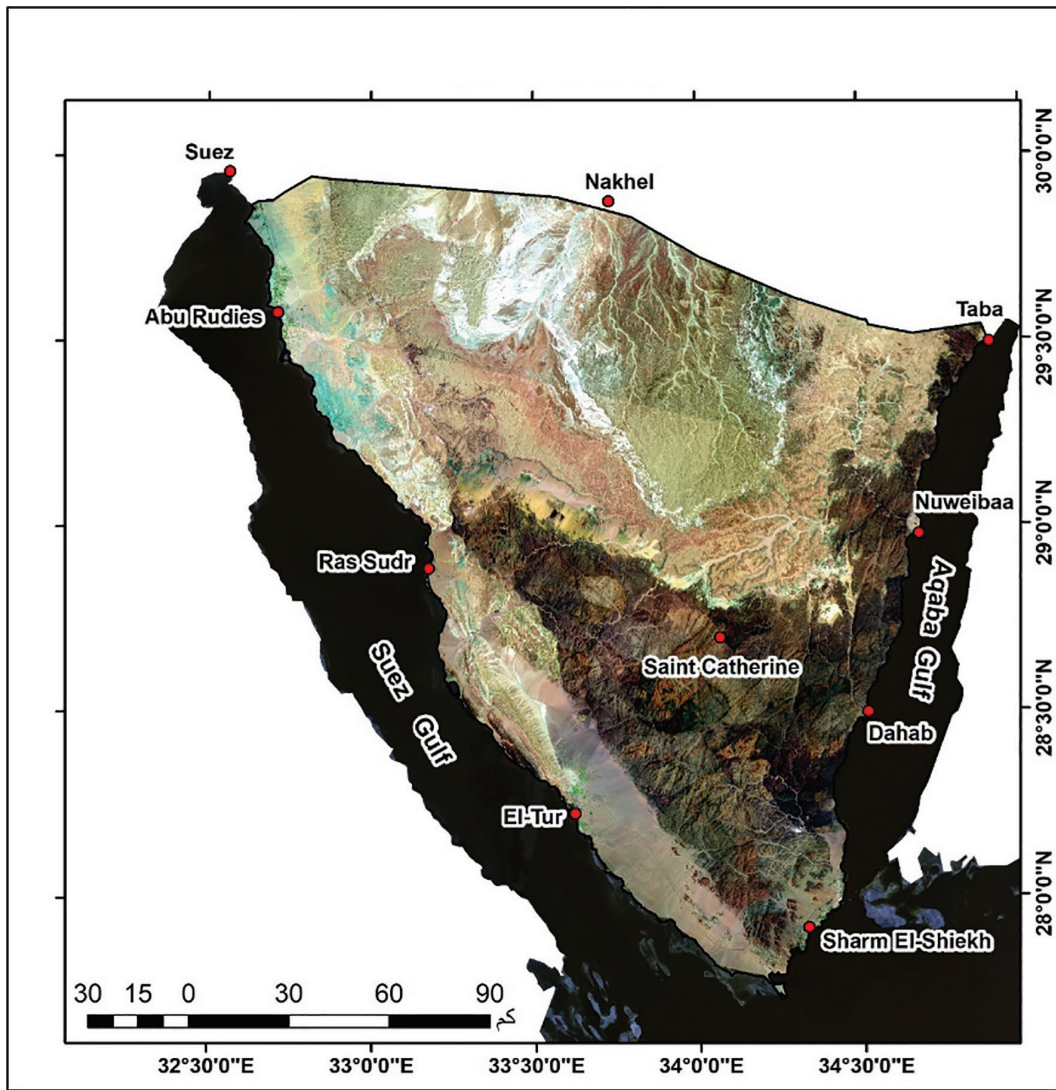 Suez
Nakhel
Taba
Abu Rudies
Nuweibaa
Ras Sudr
Aqaba Gulf
Suez Gulf
Saint Catherine
Dahab
El-Tur
Sharm El-Shiekh
30°0'0"N
29°30'0"N
29°0'0"N
28°30'0"N
28°0'0"N
30 15 0 30 60 90
كم
32°30'0"E 33°0'0"E 33°30'0"E 34°0'0"E 34°30'0"E